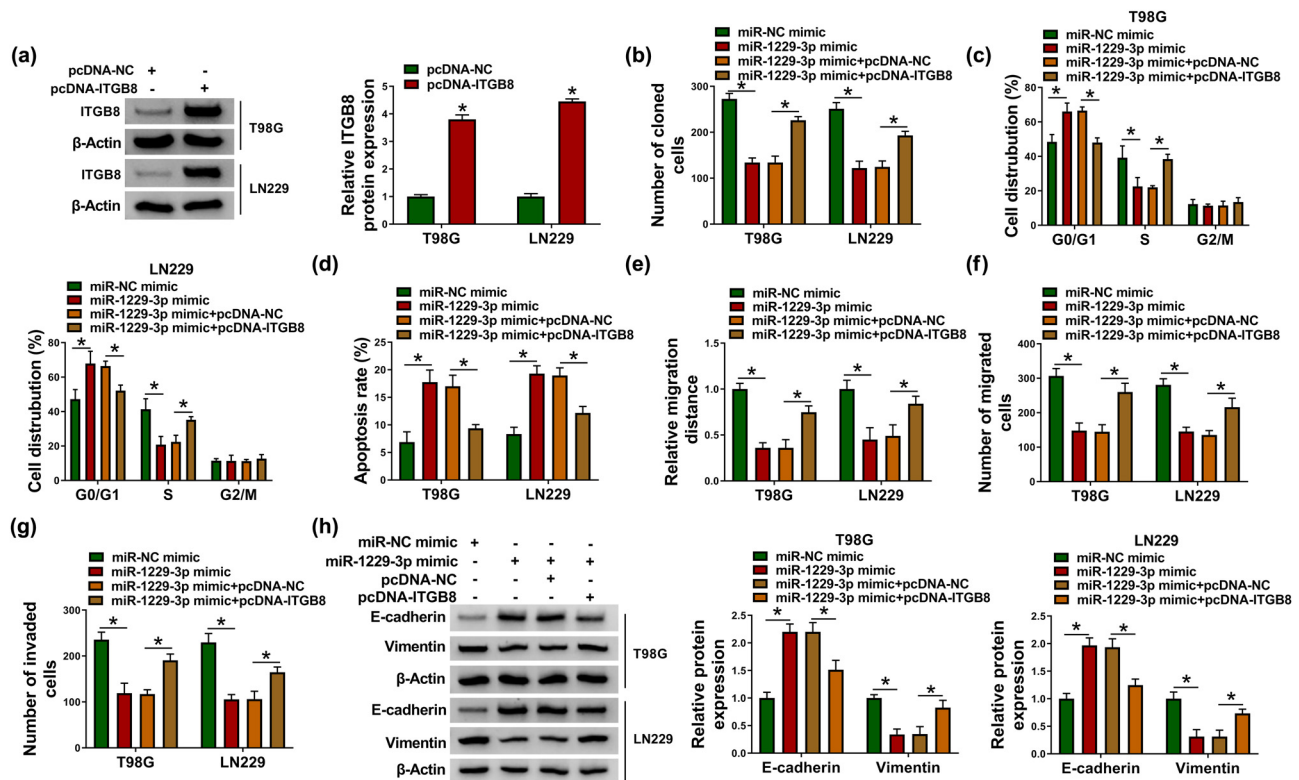 (a)
pcDNA-NC + -
pcDNA-ITGB8 - +
ITGB8
β-Actin
T98G
ITGB8
β-Actin
LN229
pcDNA-NC
pcDNA-ITGB8
Relative ITGB8
protein expression
5
4
3
2
1
0
* *
T98G LN229
(b)
miR-NC mimic
miR-1229-3p mimic
miR-1229-3p mimic+pcDNA-NC
miR-1229-3p mimic+pcDNA-ITGB8
Number of cloned
cells
300
200
100
0
* * * *
T98G LN229
(c)
T98G
miR-NC mimic
miR-1229-3p mimic
miR-1229-3p mimic+pcDNA-NC
miR-1229-3p mimic+pcDNA-ITGB8
Cell distrubution (%)
80
60
40
20
0
* * * *
G0/G1 S G2/M
LN229
miR-NC mimic
miR-1229-3p mimic
miR-1229-3p mimic+pcDNA-NC
miR-1229-3p mimic+pcDNA-ITGB8
Cell distrubution (%)
80
60
40
20
0
* * * *
G0/G1 S G2/M
(d)
miR-NC mimic
miR-1229-3p mimic
miR-1229-3p mimic+pcDNA-NC
miR-1229-3p mimic+pcDNA-ITGB8
Apoptosis rate (%)
25
20
15
10
5
0
* * * *
T98G LN229
(e)
miR-NC mimic
miR-1229-3p mimic
miR-1229-3p mimic+pcDNA-NC
miR-1229-3p mimic+pcDNA-ITGB8
Relative migration
distance
1.5
1.0
0.5
0.0
* * * *
T98G LN229
(f)
miR-NC mimic
miR-1229-3p mimic
miR-1229-3p mimic+pcDNA-NC
miR-1229-3p mimic+pcDNA-ITGB8
Number of migrated
cells
400
300
200
100
0
* * * *
T98G LN229
(g)
miR-NC mimic
miR-1229-3p mimic
miR-1229-3p mimic+pcDNA-NC
miR-1229-3p mimic+pcDNA-ITGB8
Number of invaded
cells
300
200
100
0
* * * *
T98G LN229
(h)
miR-NC mimic + - - -
miR-1229-3p mimic - + + +
pcDNA-NC - - + -
pcDNA-ITGB8 - - - +
E-cadherin
Vimentin
β-Actin
T98G
E-cadherin
Vimentin
β-Actin
LN229
T98G
miR-NC mimic
miR-1229-3p mimic
miR-1229-3p mimic+pcDNA-NC
miR-1229-3p mimic+pcDNA-ITGB8
Relative protein
expression
2.5
2.0
1.5
1.0
0.5
0.0
* * * *
E-cadherin Vimentin
LN229
miR-NC mimic
miR-1229-3p mimic
miR-1229-3p mimic+pcDNA-NC
miR-1229-3p mimic+pcDNA-ITGB8
Relative protein
expression
2.5
2.0
1.5
1.0
0.5
0.0
* * * *
E-cadherin Vimentin